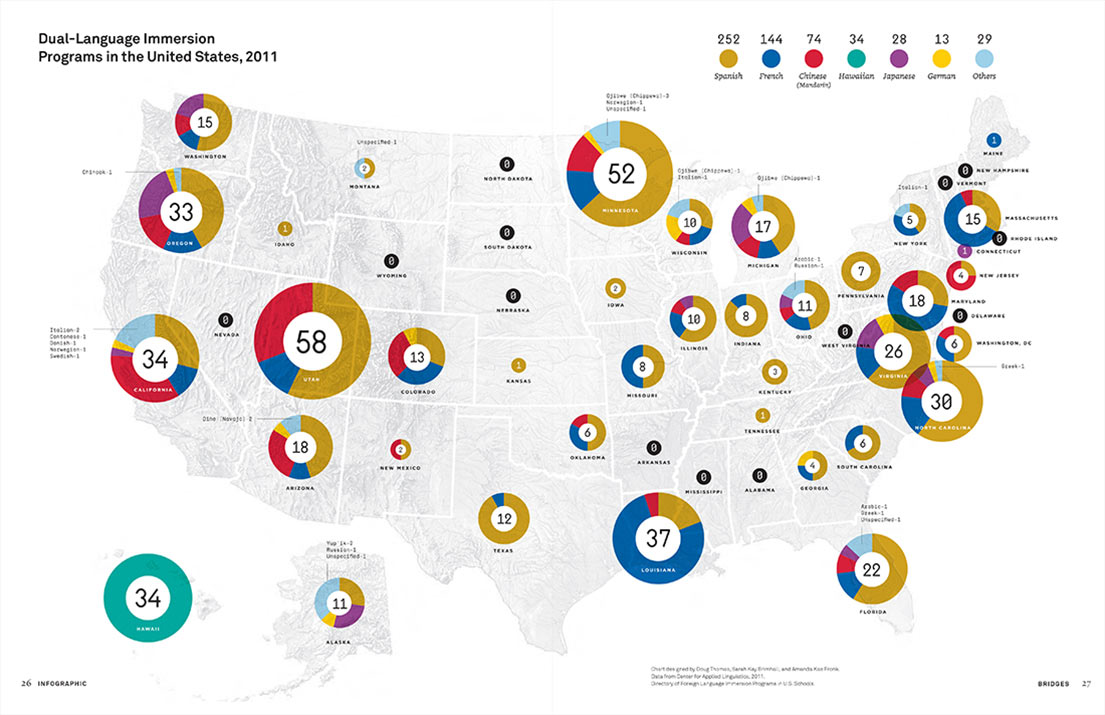 Dual-Language Immersion
Programs in the United States, 2011
252 144 74 34 28 13 29
Spanish French Chinese Hawaiian Japanese German Others
(Mandarin)
Ojibwe (Chippewa)-3
Norwegian-1
Unspecified-1
15
WASHINGTON
Unspecified-1
2
MONTANA
0
NORTH DAKOTA
52
MINNESOTA
1
MAINE
0
NEW HAMPSHIRE
0
VERMONT
Chinook-1
33
OREGON
1
IDAHO
0
SOUTH DAKOTA
Ojibwe (Chippewa)-1
Italian-1
10
WISCONSIN
Ojibwe (Chippewa)-1
17
MICHIGAN
Italian-1
5
NEW YORK
15
MASSACHUSETTS
0
RHODE ISLAND
1
CONNECTICUT
0
WYOMING
0
NEBRASKA
2
IOWA
Arabic-1
Russian-1
11
OHIO
7
PENNSYLVANIA
4
NEW JERSEY
18
MARYLAND
0
DELAWARE
Italian-2
Cantonese-1
Danish-1
Norwegian-1
Swedish-1
34
CALIFORNIA
0
NEVADA
58
UTAH
13
COLORADO
1
KANSAS
8
MISSOURI
10
ILLINOIS
8
INDIANA
3
KENTUCKY
0
WEST VIRGINIA
26
VIRGINIA
6
WASHINGTON, DC
Greek-1
30
NORTH CAROLINA
Dine (Navajo)-2
18
ARIZONA
2
NEW MEXICO
6
OKLAHOMA
0
ARKANSAS
1
TENNESSEE
6
SOUTH CAROLINA
4
GEORGIA
0
MISSISSIPPI
0
ALABAMA
12
TEXAS
37
LOUISIANA
Arabic-1
Greek-1
Unspecified-1
22
FLORIDA
34
HAWAII
Yup'ik-2
Russian-1
Unspecified-1
11
ALASKA
Chart designed by Doug Thomas, Sarah Kay Brimhall, and Amanda Kae Fronk.
Data from Center for Applied Linguistics, 2011.
Directory of Foreign Language Immersion Programs in U.S. Schools.
26 INFOGRAPHIC
BRIDGES 27